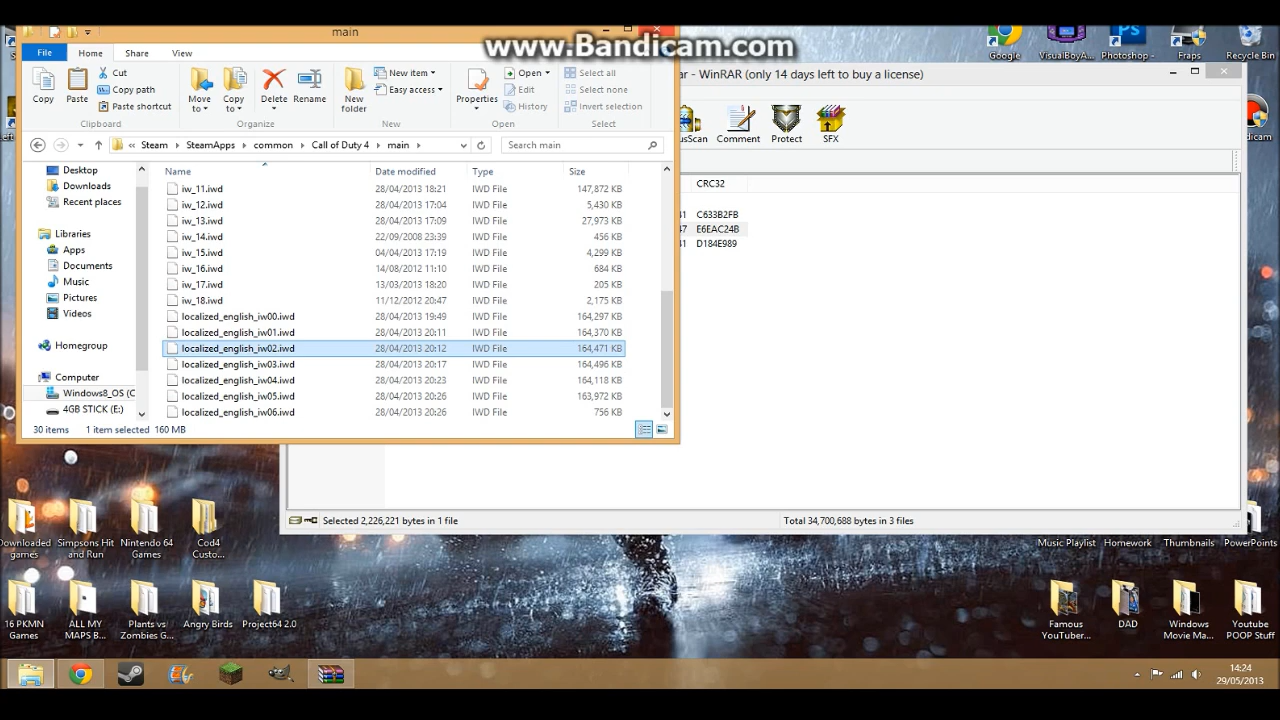 main
www.Bandicam.com
File Home Share View
Copy
Paste
Cut
Copy path
Paste shortcut
Clipboard
Move to
Copy to
Delete
Rename
Organize
New folder
New item
Easy access
New
Properties
Open
Edit
History
Open
Select all
Select none
Invert selection
Select
« Steam SteamApps common Call of Duty 4 main
Search main
Desktop
Downloads
Recent places
Libraries
Apps
Documents
Music
Pictures
Videos
Homegroup
Computer
Windows8_OS (C
4GB STICK (E:)
Name Date modified Type Size
iw_11.iwd 28/04/2013 18:21 IWD File 147,872 KB
iw_12.iwd 28/04/2013 17:04 IWD File 5,430 KB
iw_13.iwd 28/04/2013 17:09 IWD File 27,973 KB
iw_14.iwd 22/09/2008 23:39 IWD File 456 KB
iw_15.iwd 04/04/2013 17:19 IWD File 4,299 KB
iw_16.iwd 14/08/2012 11:10 IWD File 684 KB
iw_17.iwd 13/03/2013 18:20 IWD File 205 KB
iw_18.iwd 11/12/2012 20:47 IWD File 2,175 KB
localized_english_iw00.iwd 28/04/2013 19:49 IWD File 164,297 KB
localized_english_iw01.iwd 28/04/2013 20:11 IWD File 164,370 KB
localized_english_iw02.iwd 28/04/2013 20:12 IWD File 164,471 KB
localized_english_iw03.iwd 28/04/2013 20:17 IWD File 164,496 KB
localized_english_iw04.iwd 28/04/2013 20:23 IWD File 164,118 KB
localized_english_iw05.iwd 28/04/2013 20:26 IWD File 163,972 KB
localized_english_iw06.iwd 28/04/2013 20:26 IWD File 756 KB
30 items 1 item selected 160 MB
ar - WinRAR (only 14 days left to buy a license)
usScan
Comment
Protect
SFX
CRC32
41 C633B2FB
47 E6EAC24B
41 D184E989
Selected 2,226,221 bytes in 1 file
Total 34,700,688 bytes in 3 files
Google
VisualBoyA...
Photoshop -
Fraps
Recycle Bin
dicam
Downloaded games
Simpsons Hit and Run
Nintendo 64 Games
Cod4 Custo...
Music Playlist
Homework
Thumbnails
PowerPoints
16 PKMN Games
ALL MY MAPS B...
Plants vs Zombies G...
Angry Birds
Project64 2.0
Famous YouTuber...
DAD
Windows Movie Ma...
Youtube POOP Stuff
14:24
29/05/2013